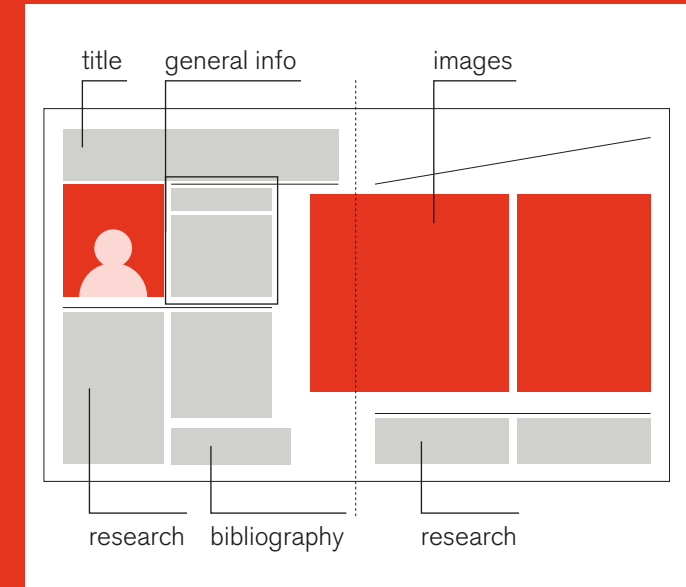 title
general info
images
research
bibliography
research